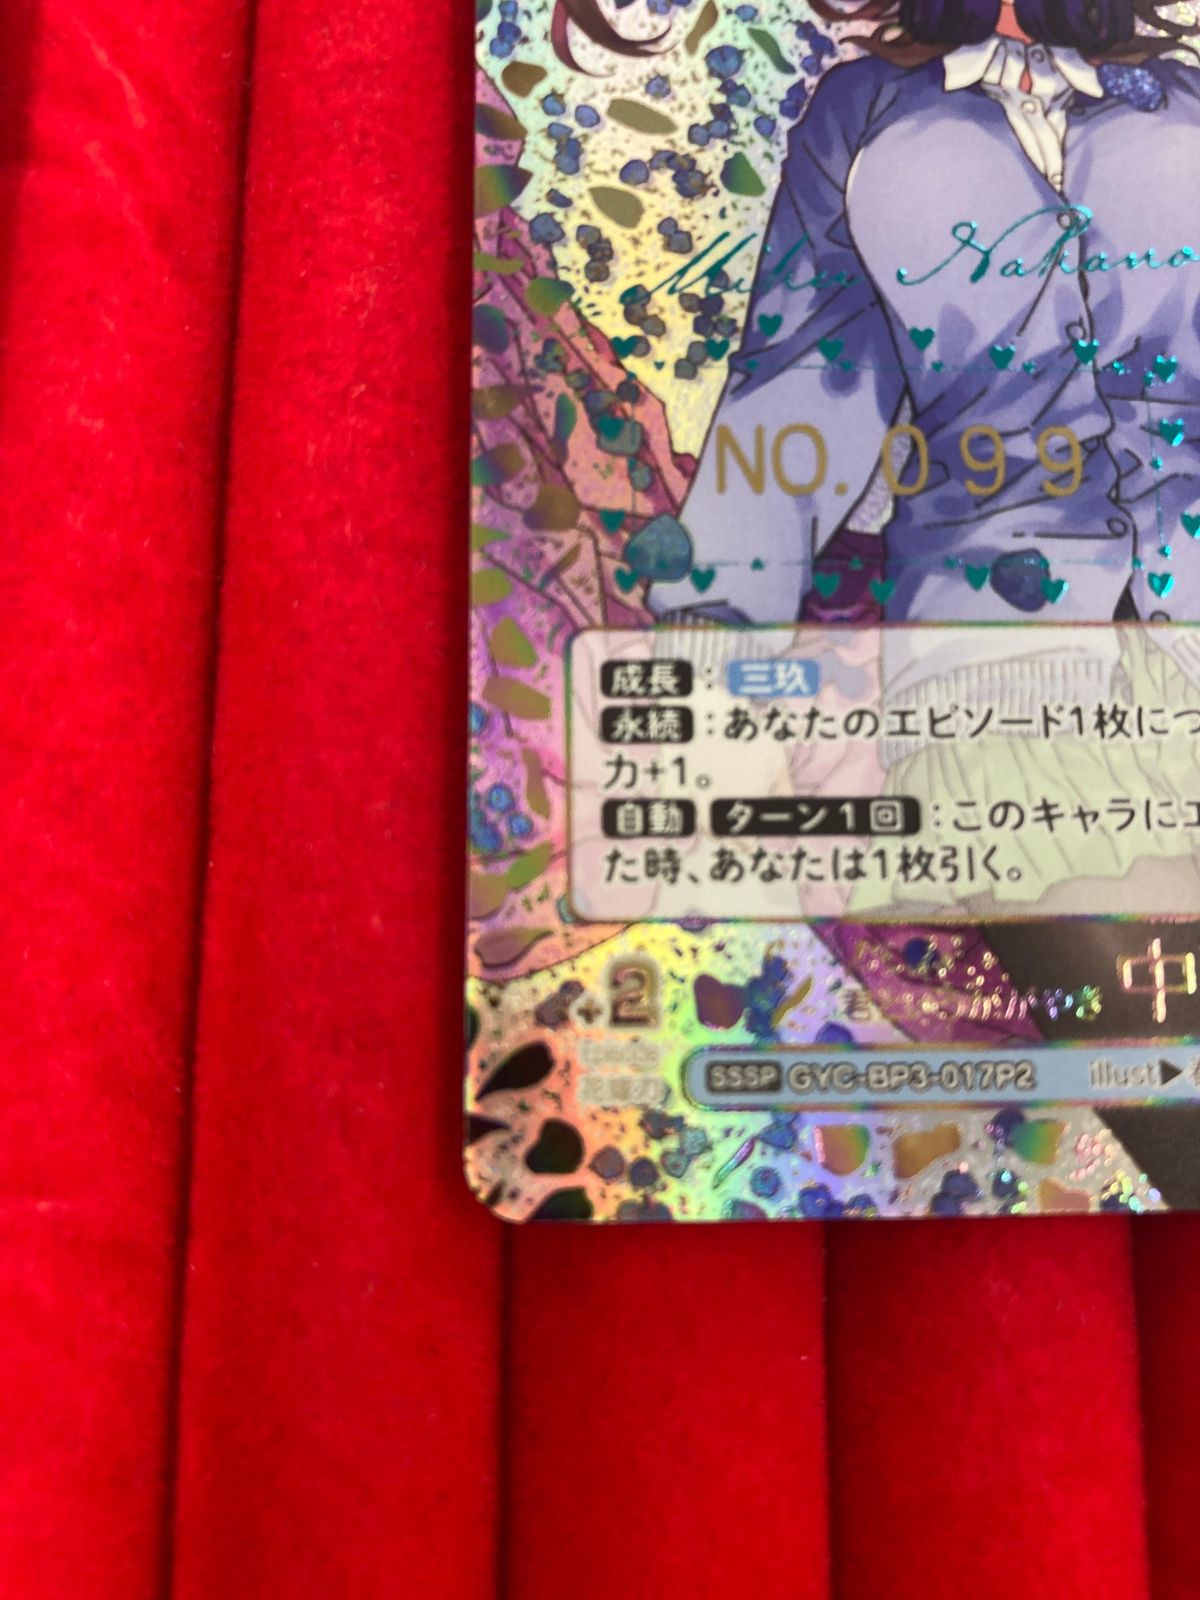 Miku Nakano
NO. 099
成長：三玖
永続：あなたのエピソード1枚につ
力+1。
自動 ターン1回：このキャラにエ
た時、あなたは1枚引く。
中
+2
Episode
SSSP GYC-BP3-017P2 illust▶